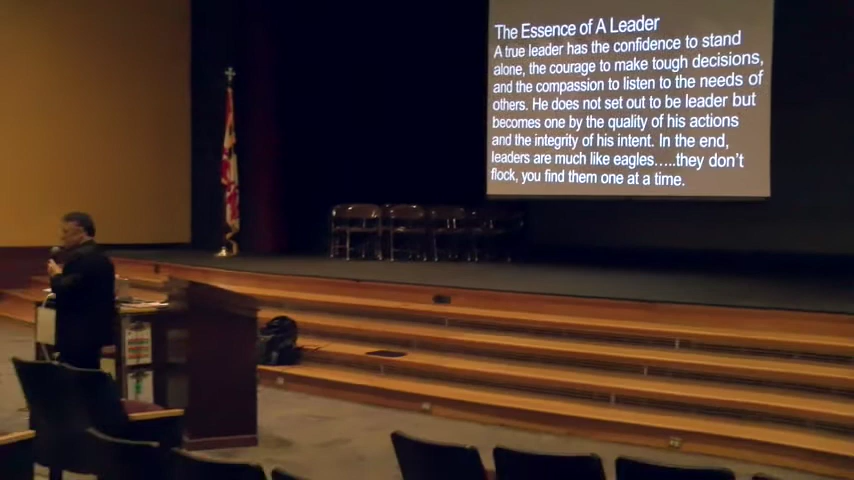 The Essence of A Leader
A true leader has the confidence to stand
alone, the courage to make tough decisions,
and the compassion to listen to the needs of
others. He does not set out to be leader but
becomes one by the quality of his actions
and the integrity of his intent. In the end,
leaders are much like eagles…..they don't
flock, you find them one at a time.